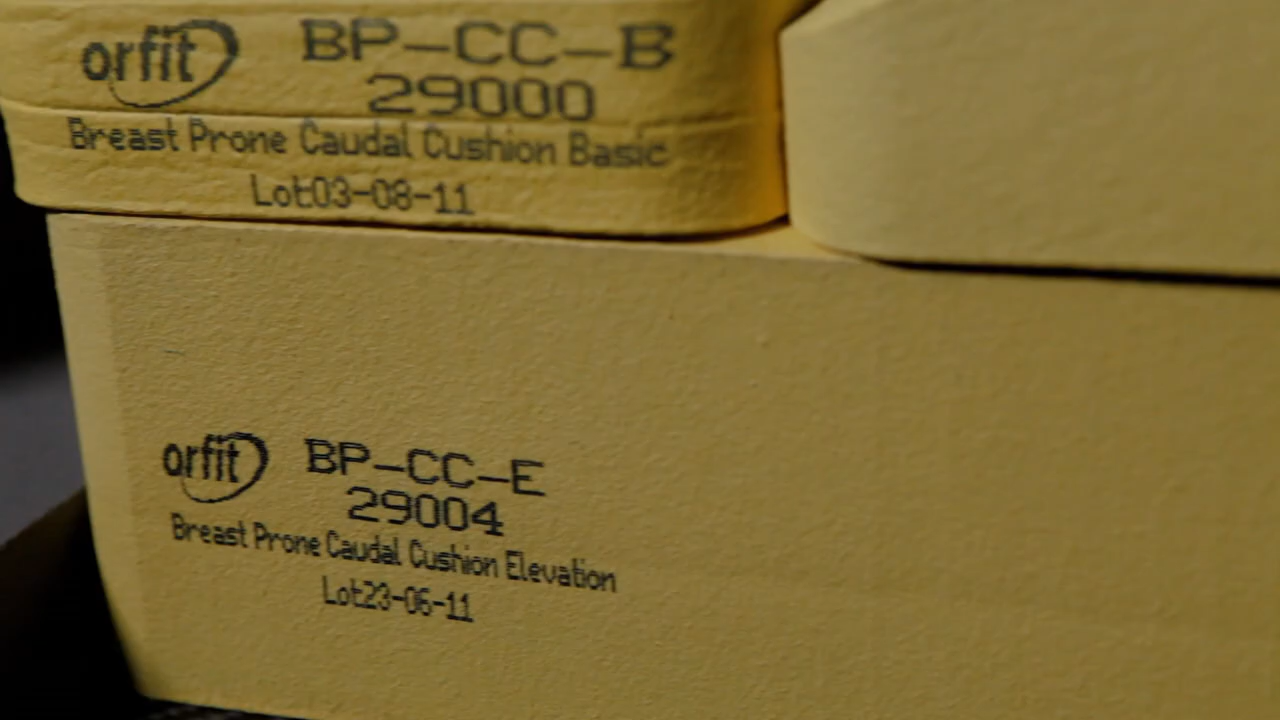 orfit BP-CC-B
29000
Breast Prone Caudal Cushion Basic
Lot03-08-11
orfit BP-CC-E
29004
Breast Prone Caudal Cushion Elevation
Lot23-06-11